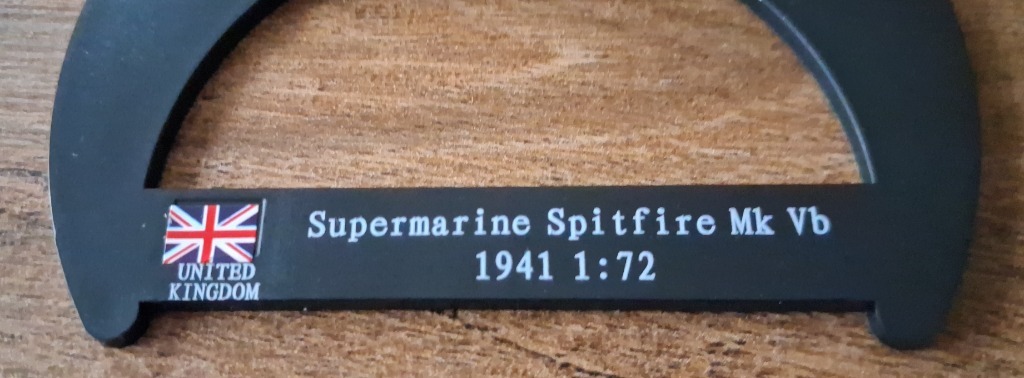 UNITED
KINGDOM
Supermarine Spitfire Mk Vb
1941 1:72